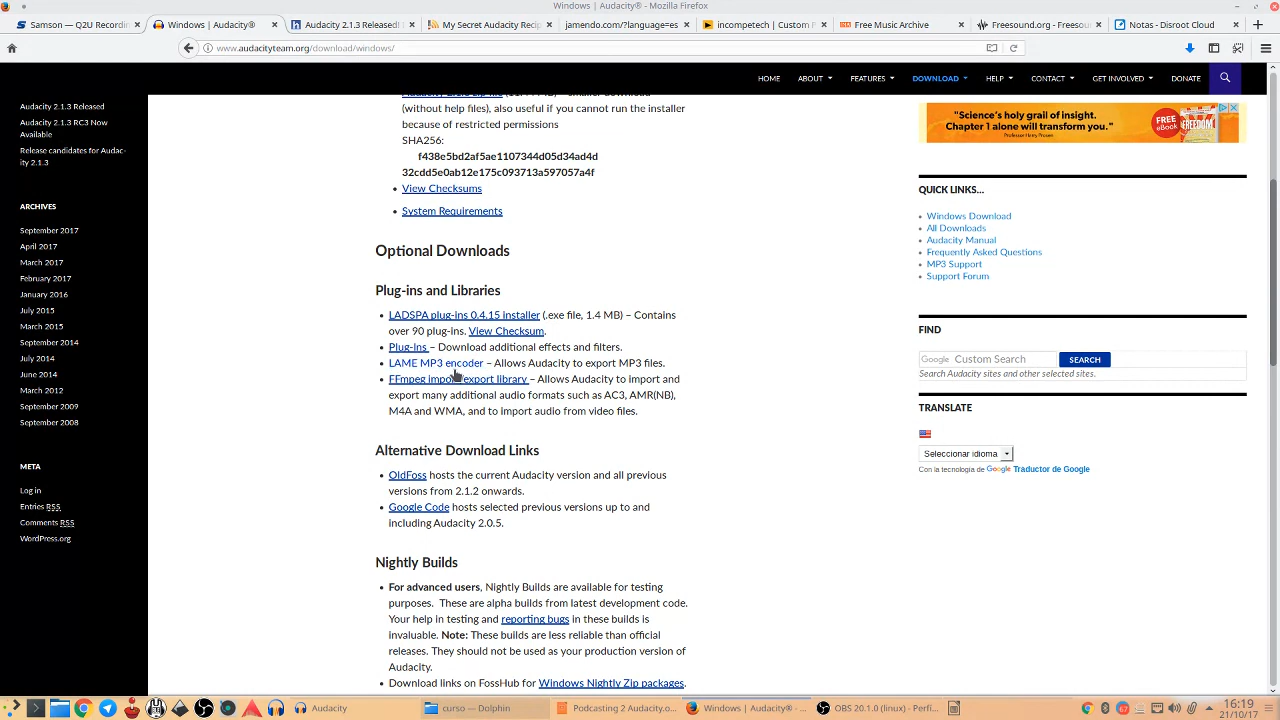 Windows | Audacity® - Mozilla Firefox
Samson — Q2U Recordin
Windows | Audacity®
Audacity 2.1.3 Released!
My Secret Audacity Recip
jamendo.com/?language=es
incompetech | Custom
Free Music Archive
Freesound.org - Freesoun
Notas - Disroot Cloud
www.audacityteam.org/download/windows/
HOME ABOUT FEATURES DOWNLOAD HELP CONTACT GET INVOLVED DONATE
Audacity 2.1.3 Released
Audacity 2.1.3 RC3 Now
Available
Release candidates for Audac-
ity 2.1.3
ARCHIVES
September 2017
April 2017
March 2017
February 2017
January 2016
July 2015
March 2015
September 2014
July 2014
June 2014
March 2012
September 2009
September 2008
META
Log in
Entries RSS
Comments RSS
WordPress.org
(without help files), also useful if you cannot run the installer
because of restricted permissions
SHA256:
f438e5bd2af5ae1107344d05d34ad4d
32cdd5e0ab12e175c093713a597057a4f
• View Checksums
• System Requirements
Optional Downloads
Plug-ins and Libraries
• LADSPA plug-ins 0.4.15 installer (.exe file, 1.4 MB) – Contains
over 90 plug-ins. View Checksum.
• Plug-ins – Download additional effects and filters.
• LAME MP3 encoder – Allows Audacity to export MP3 files.
• FFmpeg import/export library – Allows Audacity to import and
export many additional audio formats such as AC3, AMR(NB),
M4A and WMA, and to import audio from video files.
Alternative Download Links
• OldFoss hosts the current Audacity version and all previous
versions from 2.1.2 onwards.
• Google Code hosts selected previous versions up to and
including Audacity 2.0.5.
Nightly Builds
• For advanced users, Nightly Builds are available for testing
purposes. These are alpha builds from latest development code.
Your help in testing and reporting bugs in these builds is
invaluable. Note: These builds are less reliable than official
releases. They should not be used as your production version of
Audacity.
• Download links on FossHub for Windows Nightly Zip packages.
"Science's holy grail of insight.
Chapter 1 alone will transform you."
FREE
eBook
FREEDOM
QUICK LINKS...
Windows Download
All Downloads
Audacity Manual
Frequently Asked Questions
MP3 Support
Support Forum
FIND
Google Custom Search SEARCH
Search Audacity sites and other selected sites.
TRANSLATE
Seleccionar idioma
Con la tecnología de Google Traductor de Google
Audacity
curso — Dolphin
Podcasting 2 Audacity.o...
Windows | Audacity® - ...
OBS 20.1.0 (linux) - Perfi...
67
16:19
21/10/17